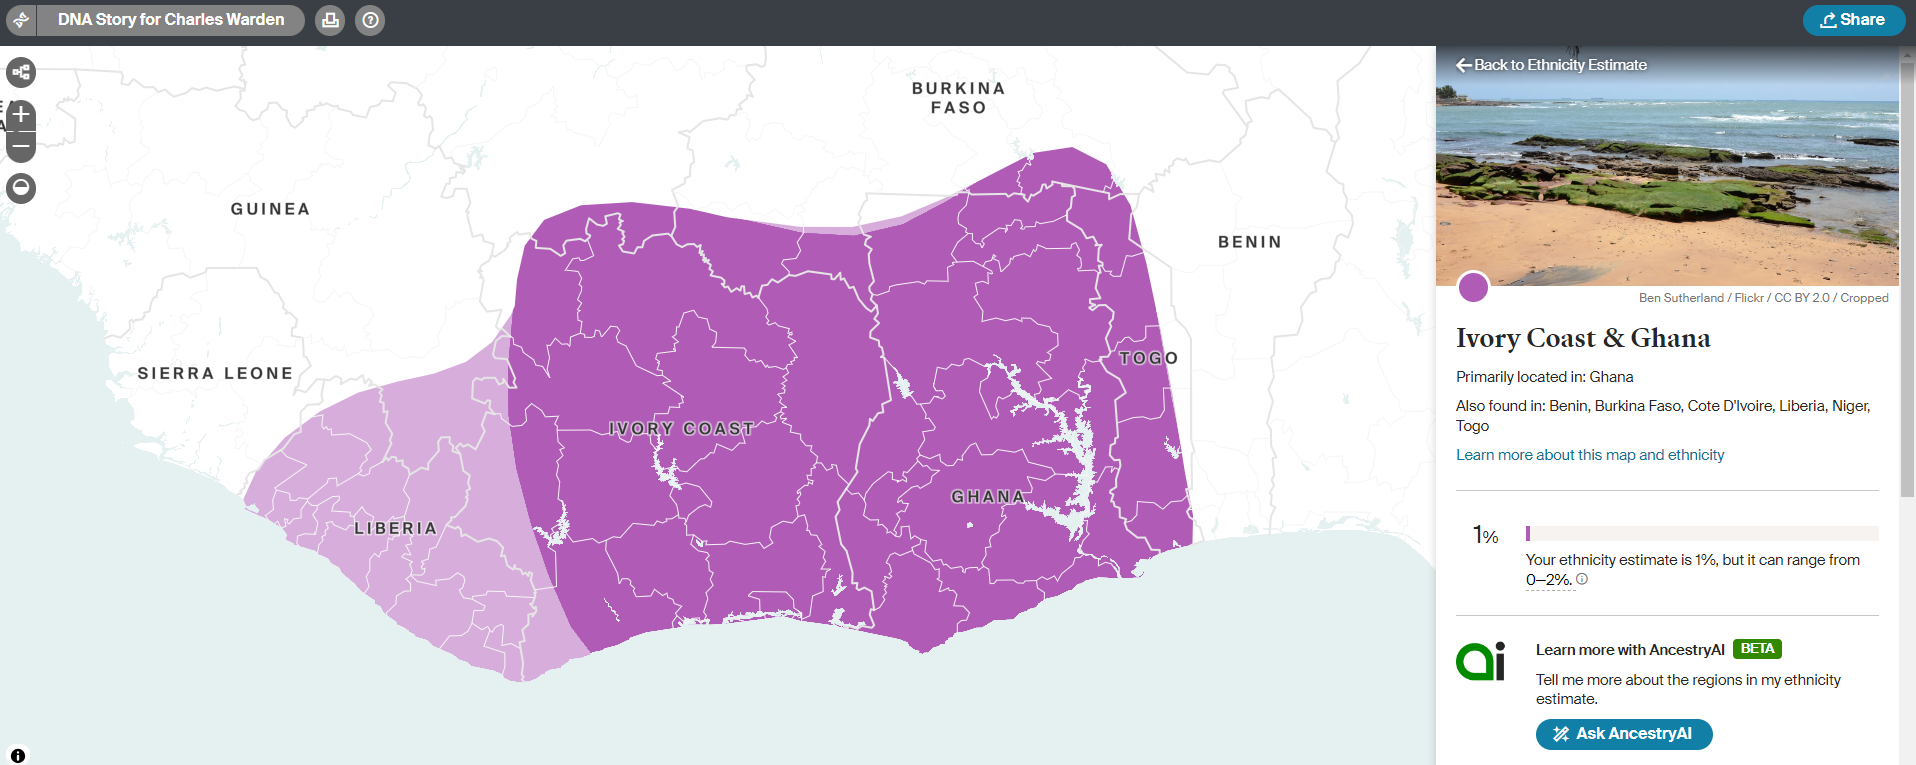 DNA Story for Charles Warden
Share
BURKINA
FASO
GUINEA
BENIN
SIERRA LEONE
TOGO
IVORY COAST
GHANA
LIBERIA
Back to Ethnicity Estimate
Ben Sutherland / Flickr / CC BY 2.0 / Cropped
Ivory Coast & Ghana
Primarily located in: Ghana
Also found in: Benin, Burkina Faso, Cote D'Ivoire, Liberia, Niger,
Togo
Learn more about this map and ethnicity
1%
Your ethnicity estimate is 1%, but it can range from
0—2%.
ai
Learn more with AncestryAI BETA
Tell me more about the regions in my ethnicity
estimate.
Ask AncestryAI